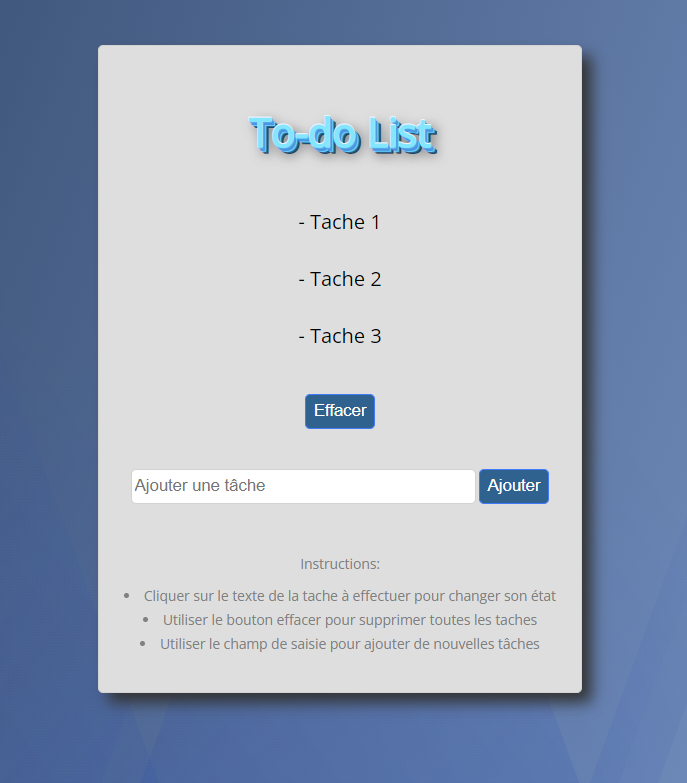 To-do List
- Tache 1
- Tache 2
- Tache 3
Effacer
Ajouter une tâche Ajouter
Instructions:
• Cliquer sur le texte de la tache à effectuer pour changer son état
• Utiliser le bouton effacer pour supprimer toutes les taches
• Utiliser le champ de saisie pour ajouter de nouvelles tâches